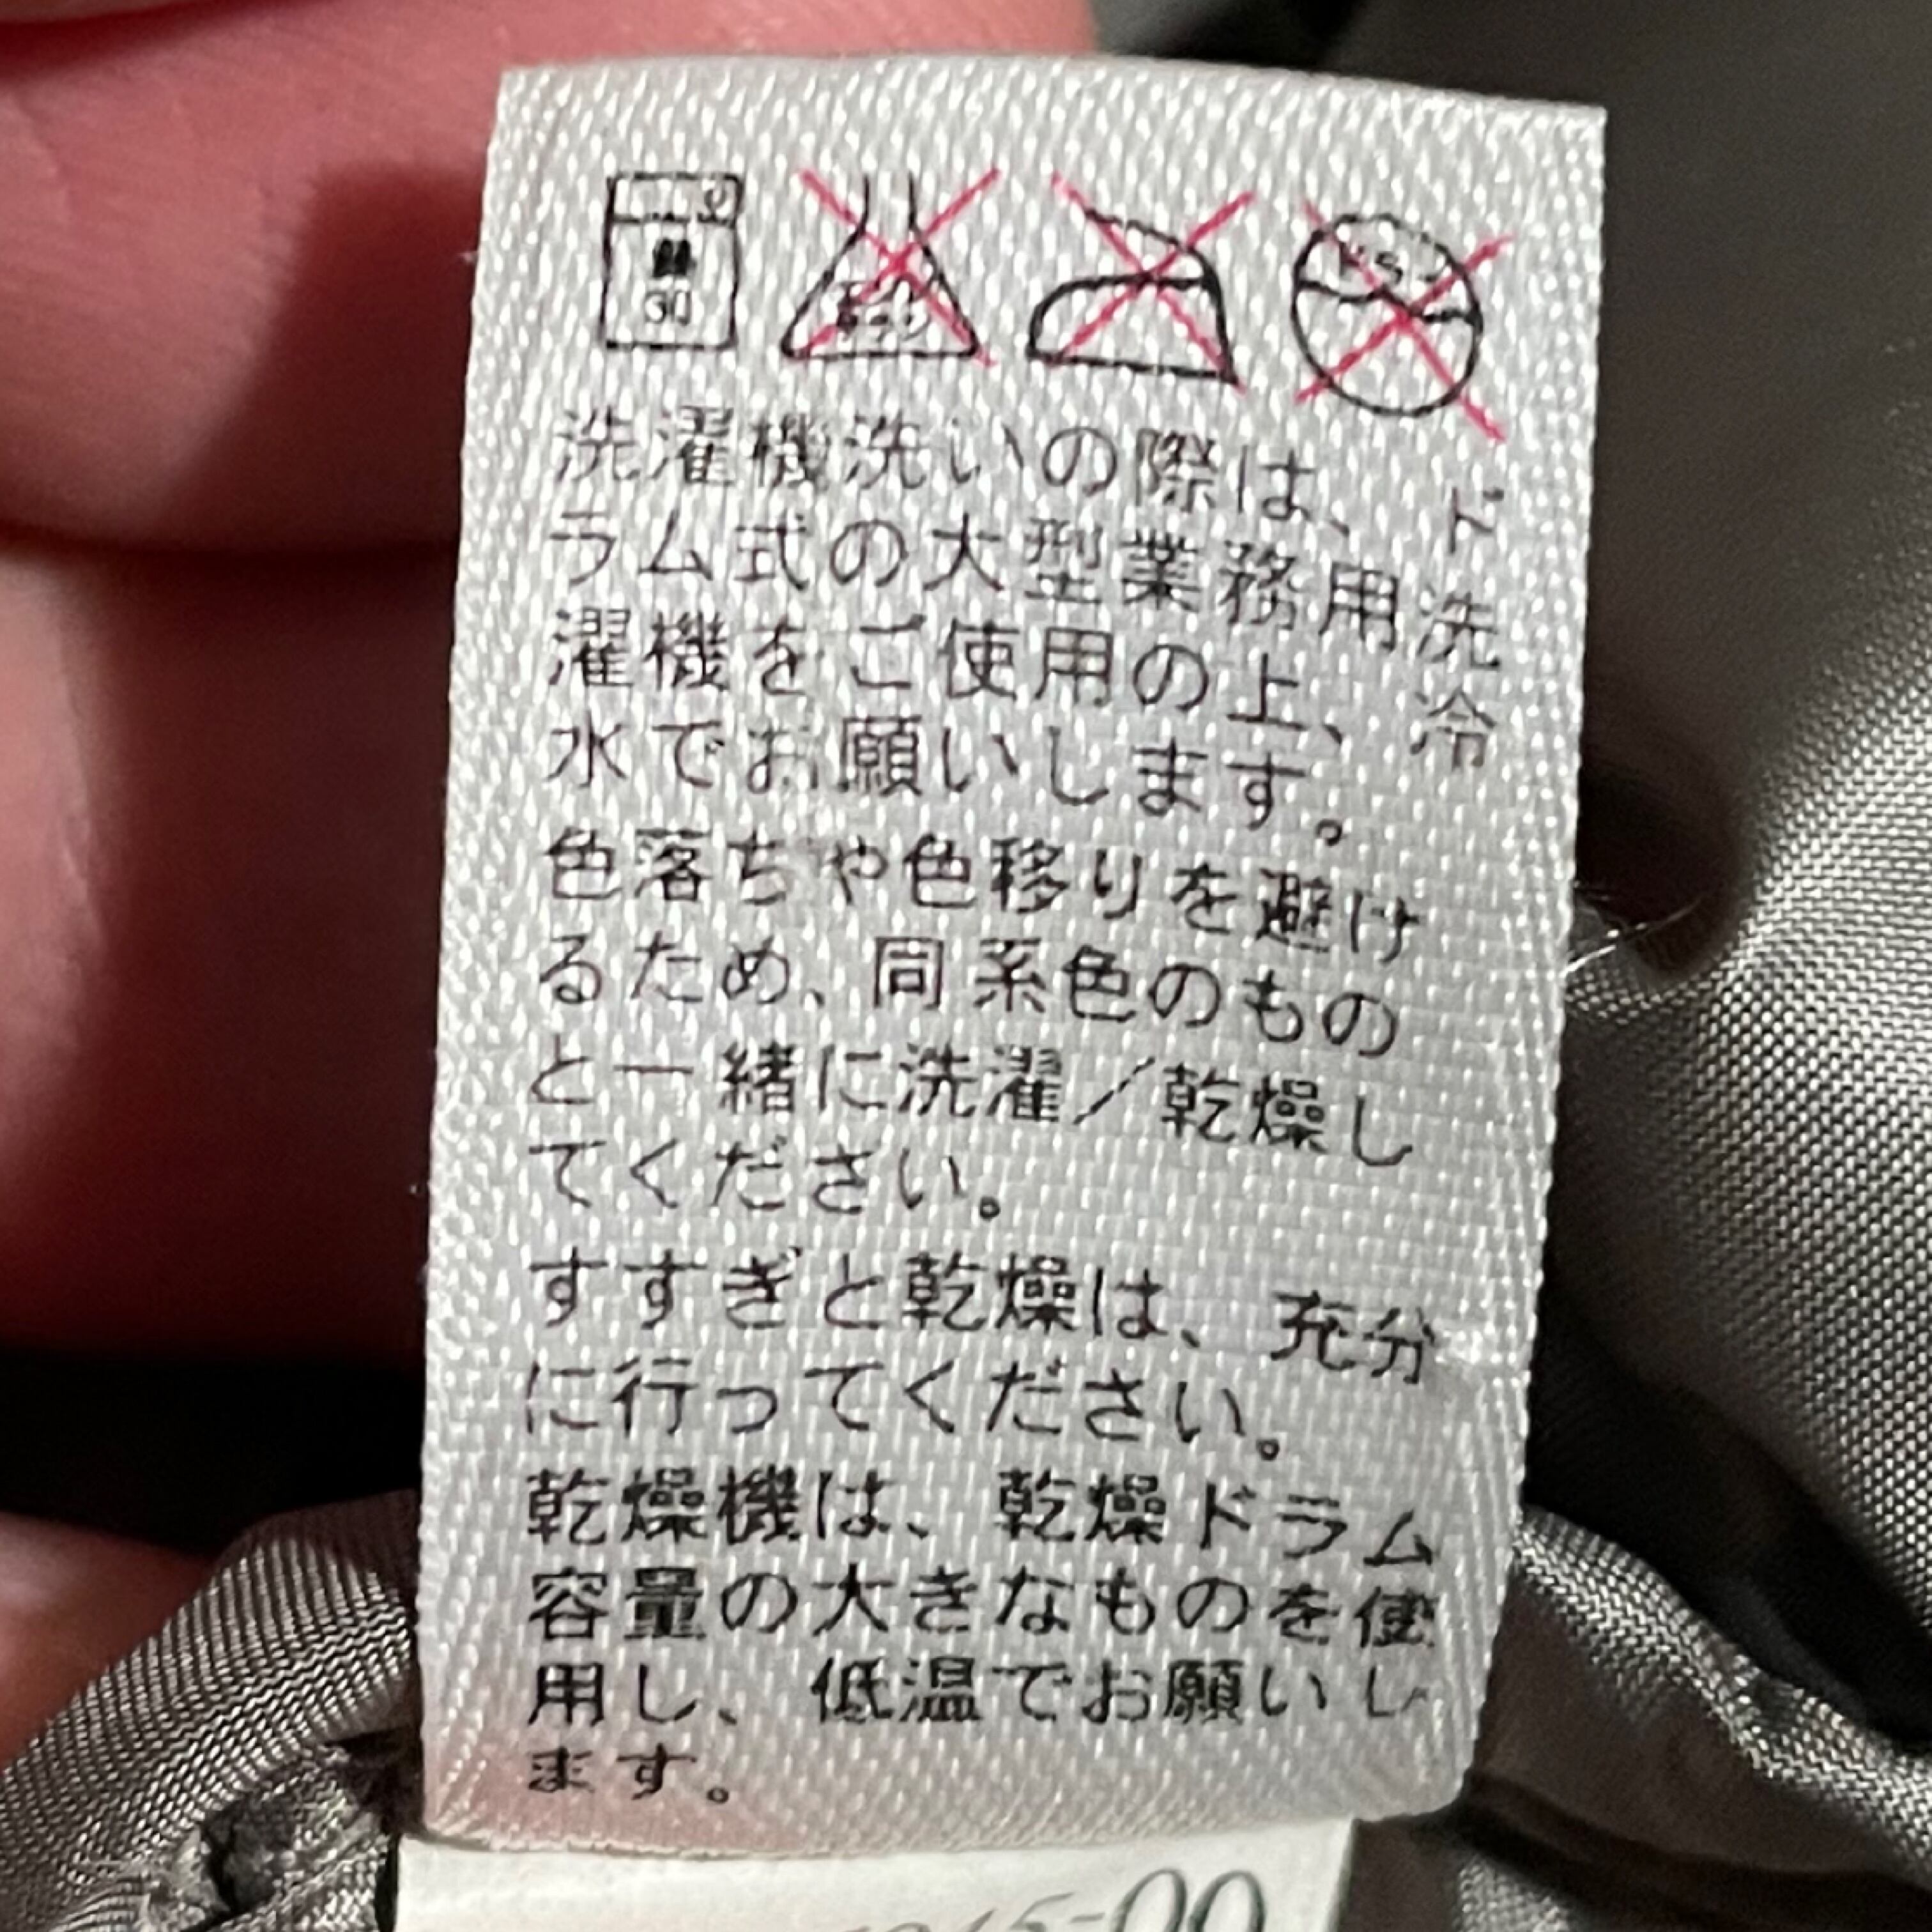 30
洗濯機洗いの際は、ド
ラム式の大型業務用洗
濯機をご使用の上、冷
水でお願いします。
色落ちや色移りを避け
るため、同系色のもの
と一緒に洗濯／乾燥し
てください。
すすぎと乾燥は、充分
に行ってください。
乾燥機は、乾燥ドラム
容量の大きなものを使
用し、低温でお願いし
ます。